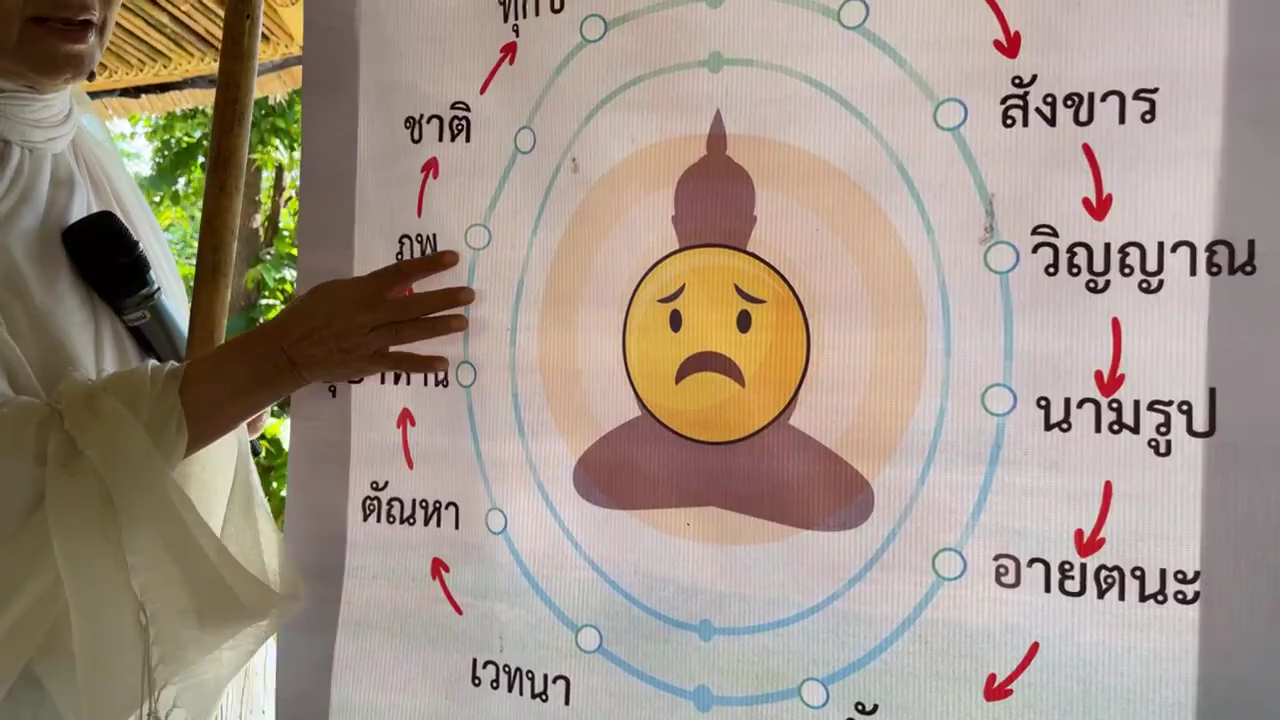 สังขาร
ชาติ
วิญญาณ
ภพ
นามรูป
ตัณหา
อายตนะ
เวทนา